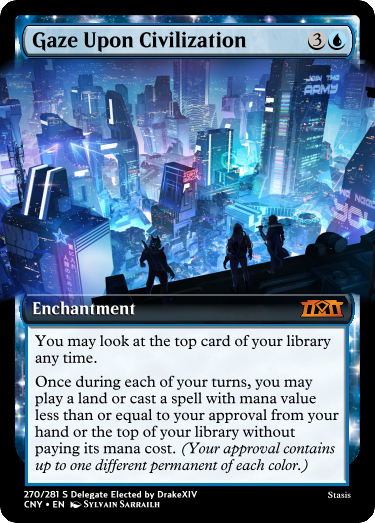 Gaze Upon Civilization 3
JOIN THE
ARMY
YOU
Enchantment
You may look at the top card of your library
any time.
Once during each of your turns, you may
play a land or cast a spell with mana value
less than or equal to your approval from your
hand or the top of your library without
paying its mana cost. (Your approval contains
up to one different permanent of each color.)
270/281 S Delegate Elected by DrakeXIV
Stasis
CNY • EN Sylvain Sarrailh